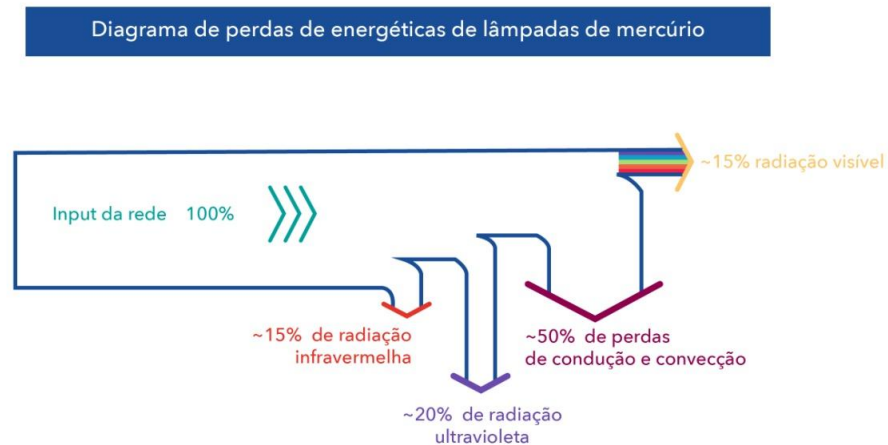 Diagrama de perdas de energéticas de lâmpadas de mercúrio
~15% radiação visível
Input da rede 100%
~15% de radiação
infravermelha
~50% de perdas
de condução e convecção
~20% de radiação
ultravioleta